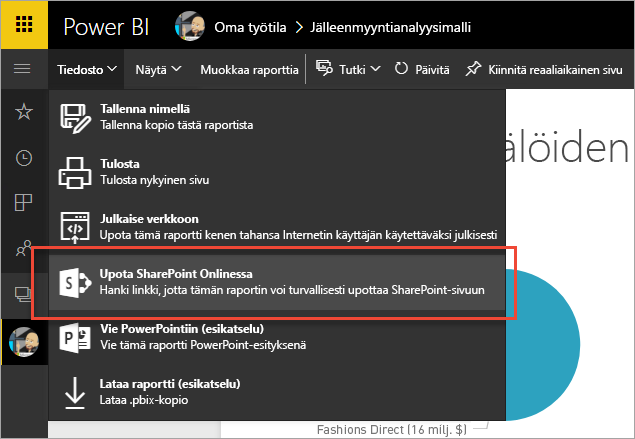 Power BI Oma työtila > Jälleenmyyntianalyysimalli
Tiedosto Näytä Muokkaa raporttia Tutki Päivitä Kiinnitä reaaliaikainen sivu
Tallenna nimellä
Tallenna kopio tästä raportista
älöiden
Tulosta
Tulosta nykyinen sivu
Julkaise verkkoon
Upota tämä raportti kenen tahansa Internetin käyttäjän käytettäväksi julkisesti
Upota SharePoint Onlinessa
Hanki linkki, jotta tämän raportin voi turvallisesti upottaa SharePoint-sivuun
Vie PowerPointiin (esikatselu)
Vie tämä raportti PowerPoint-esityksenä
Lataa raportti (esikatselu)
Lataa .pbix-kopio
Fashions Direct (16 milj. $)